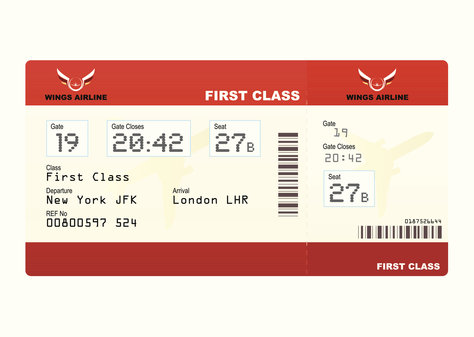 WINGS AIRLINE
FIRST CLASS
Gate
19
Gate Closes
20:42
Seat
27B
Class
First Class
Departure
New York JFK
Arrival
London LHR
REF No
00800597 524
WINGS AIRLINE
Gate
19
Gate Closes
20:42
Seat
27B
0187526644
FIRST CLASS